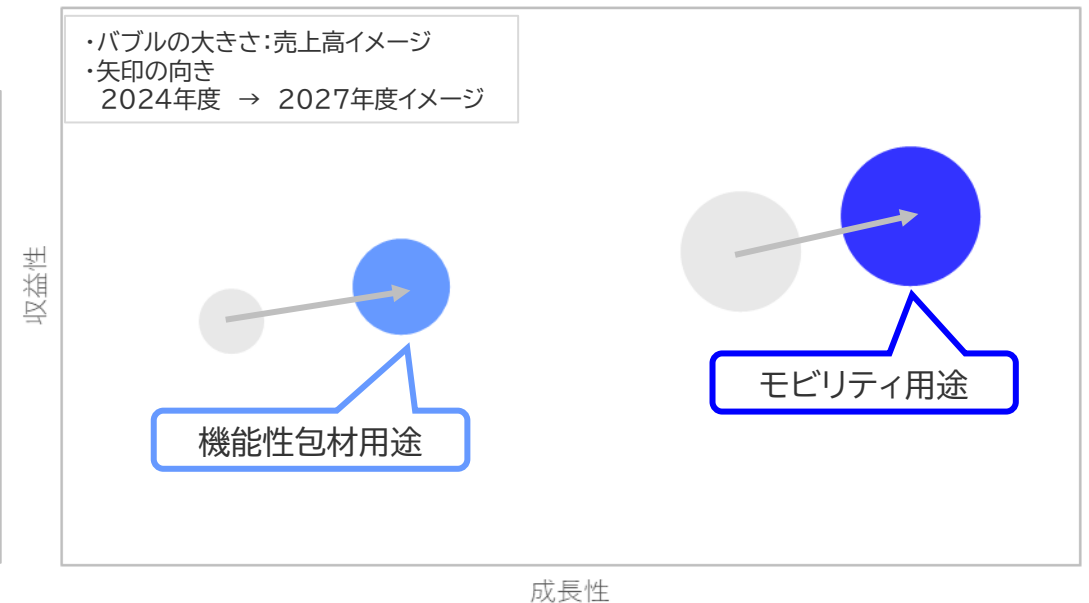 ・バブルの大きさ：売上高イメージ
・矢印の向き
2024年度 → 2027年度イメージ
収益性
モビリティ用途
機能性包材用途
成長性